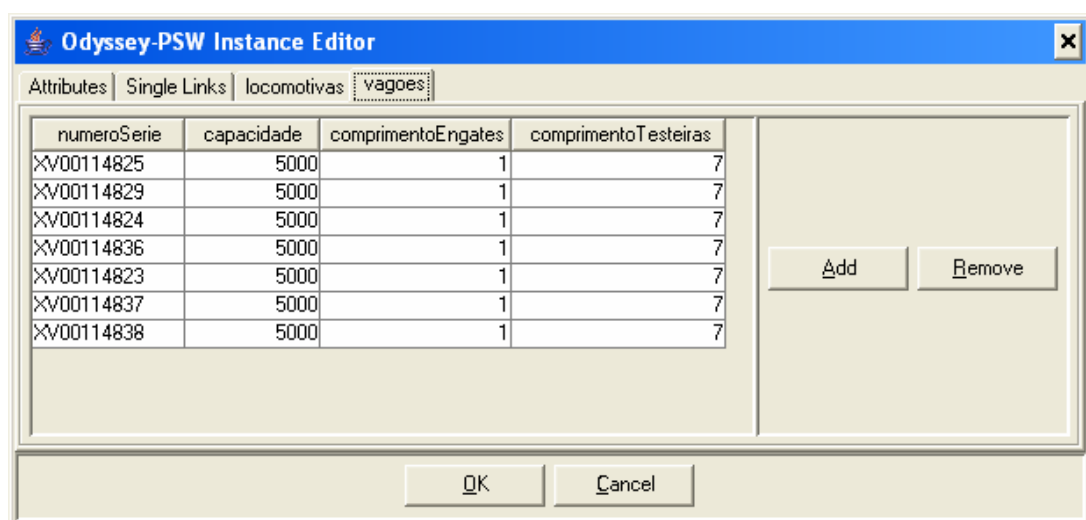 Odyssey-PSW Instance Editor
Attributes Single Links locomotivas vagoes
numeroSerie capacidade comprimentoEngates comprimentoTesteiras
XV00114825 5000 1 7
XV00114829 5000 1 7
XV00114824 5000 1 7
XV00114836 5000 1 7
XV00114823 5000 1 7
XV00114837 5000 1 7
XV00114838 5000 1 7
Add Remove
OK Cancel